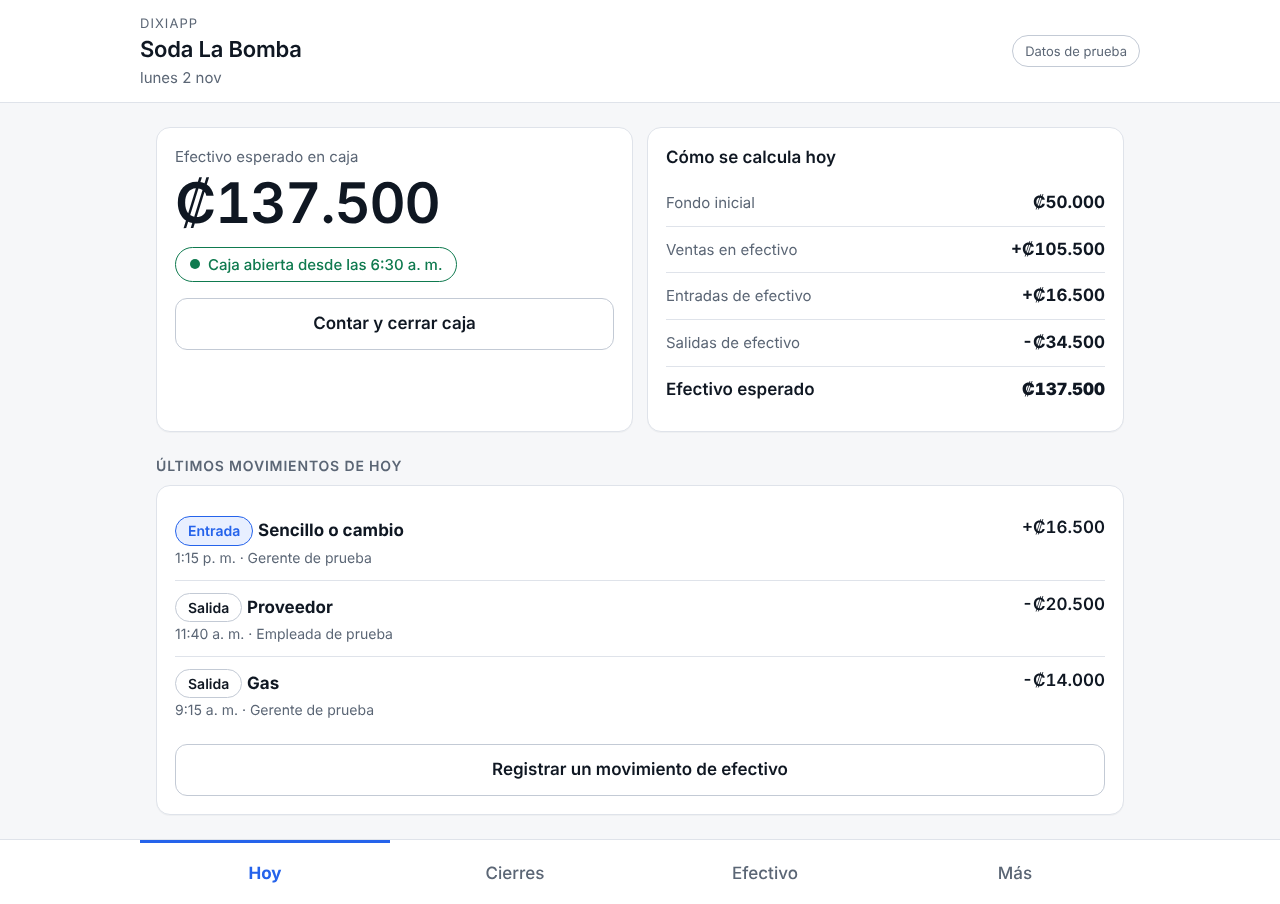 DIXIAPP
Soda La Bomba
lunes 2 nov
Datos de prueba
Efectivo esperado en caja
₡137.500
Caja abierta desde las 6:30 a. m.
Contar y cerrar caja
Cómo se calcula hoy
Fondo inicial ₡50.000
Ventas en efectivo +₡105.500
Entradas de efectivo +₡16.500
Salidas de efectivo -₡34.500
Efectivo esperado ₡137.500
ÚLTIMOS MOVIMIENTOS DE HOY
Entrada Sencillo o cambio +₡16.500
1:15 p. m. · Gerente de prueba
Salida Proveedor -₡20.500
11:40 a. m. · Empleada de prueba
Salida Gas -₡14.000
9:15 a. m. · Gerente de prueba
Registrar un movimiento de efectivo
Hoy Cierres Efectivo Más